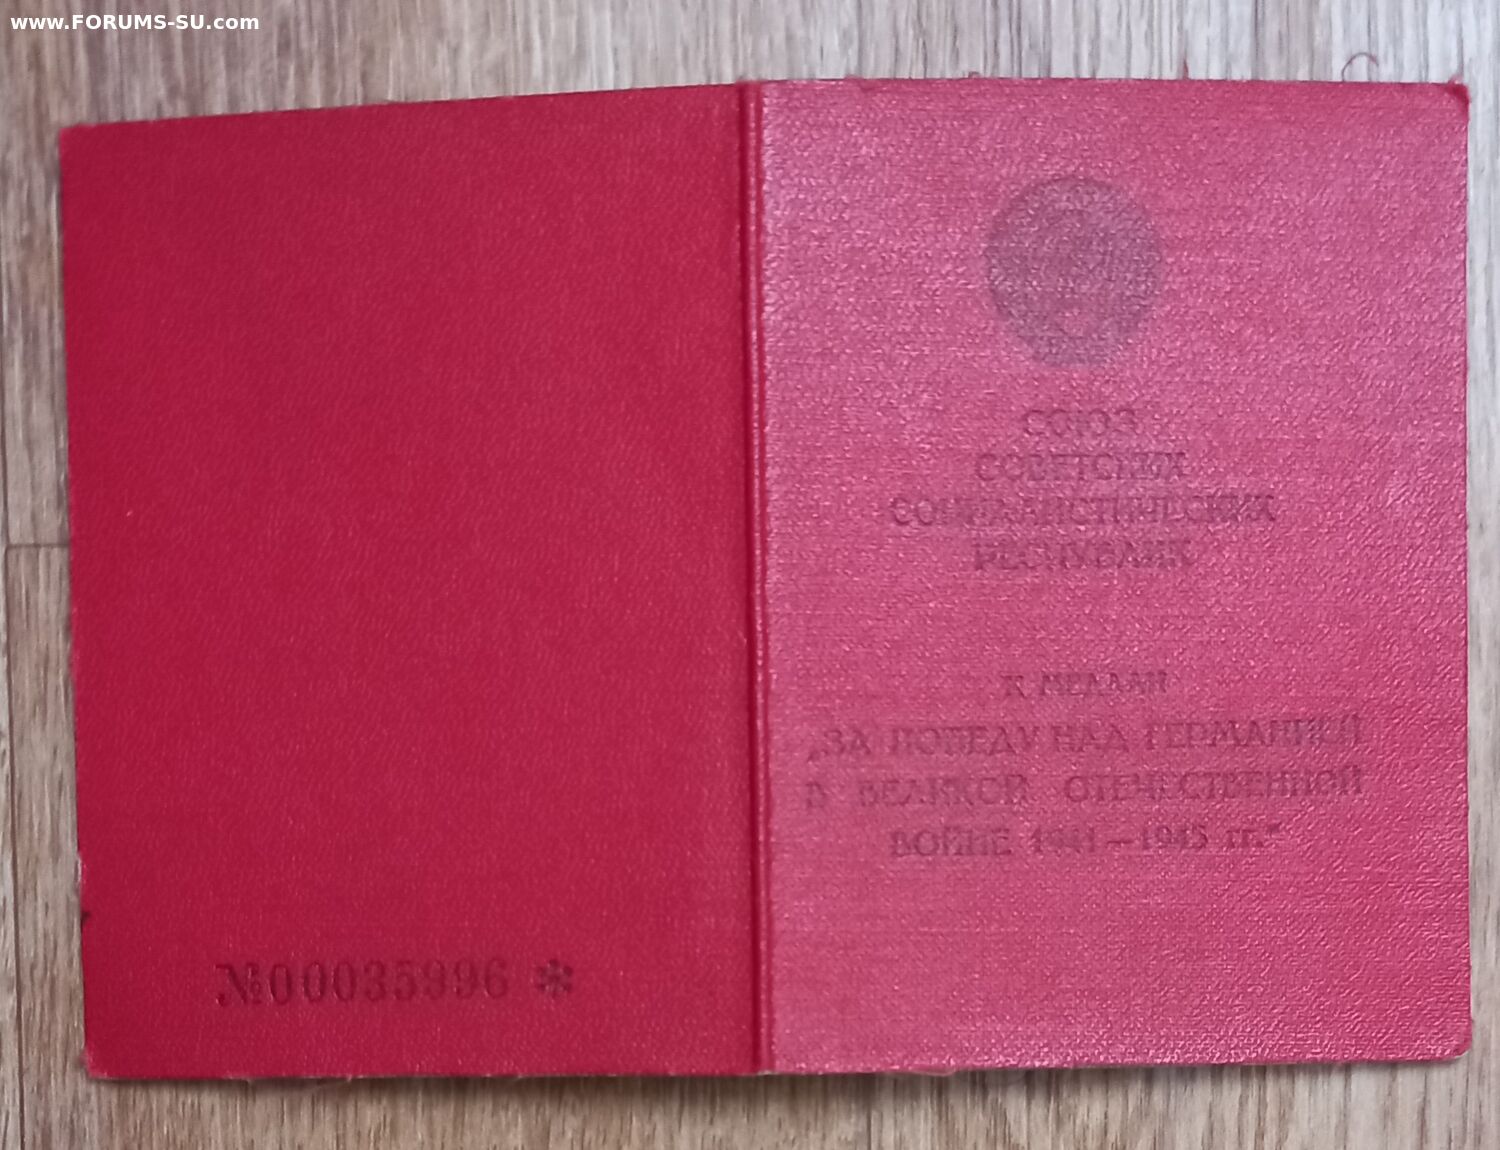 www.FORUMS-SU.com
СОЮЗ
СОВЕТСКИХ
СОЦИАЛИСТИЧЕСКИХ
РЕСПУБЛИК
К МЕДАЛИ
„ЗА ПОБЕДУ НАД ГЕРМАНИЕЙ
В ВЕЛИКОЙ ОТЕЧЕСТВЕННОЙ
ВОЙНЕ 1941—1945 гг.“
№00035996 *